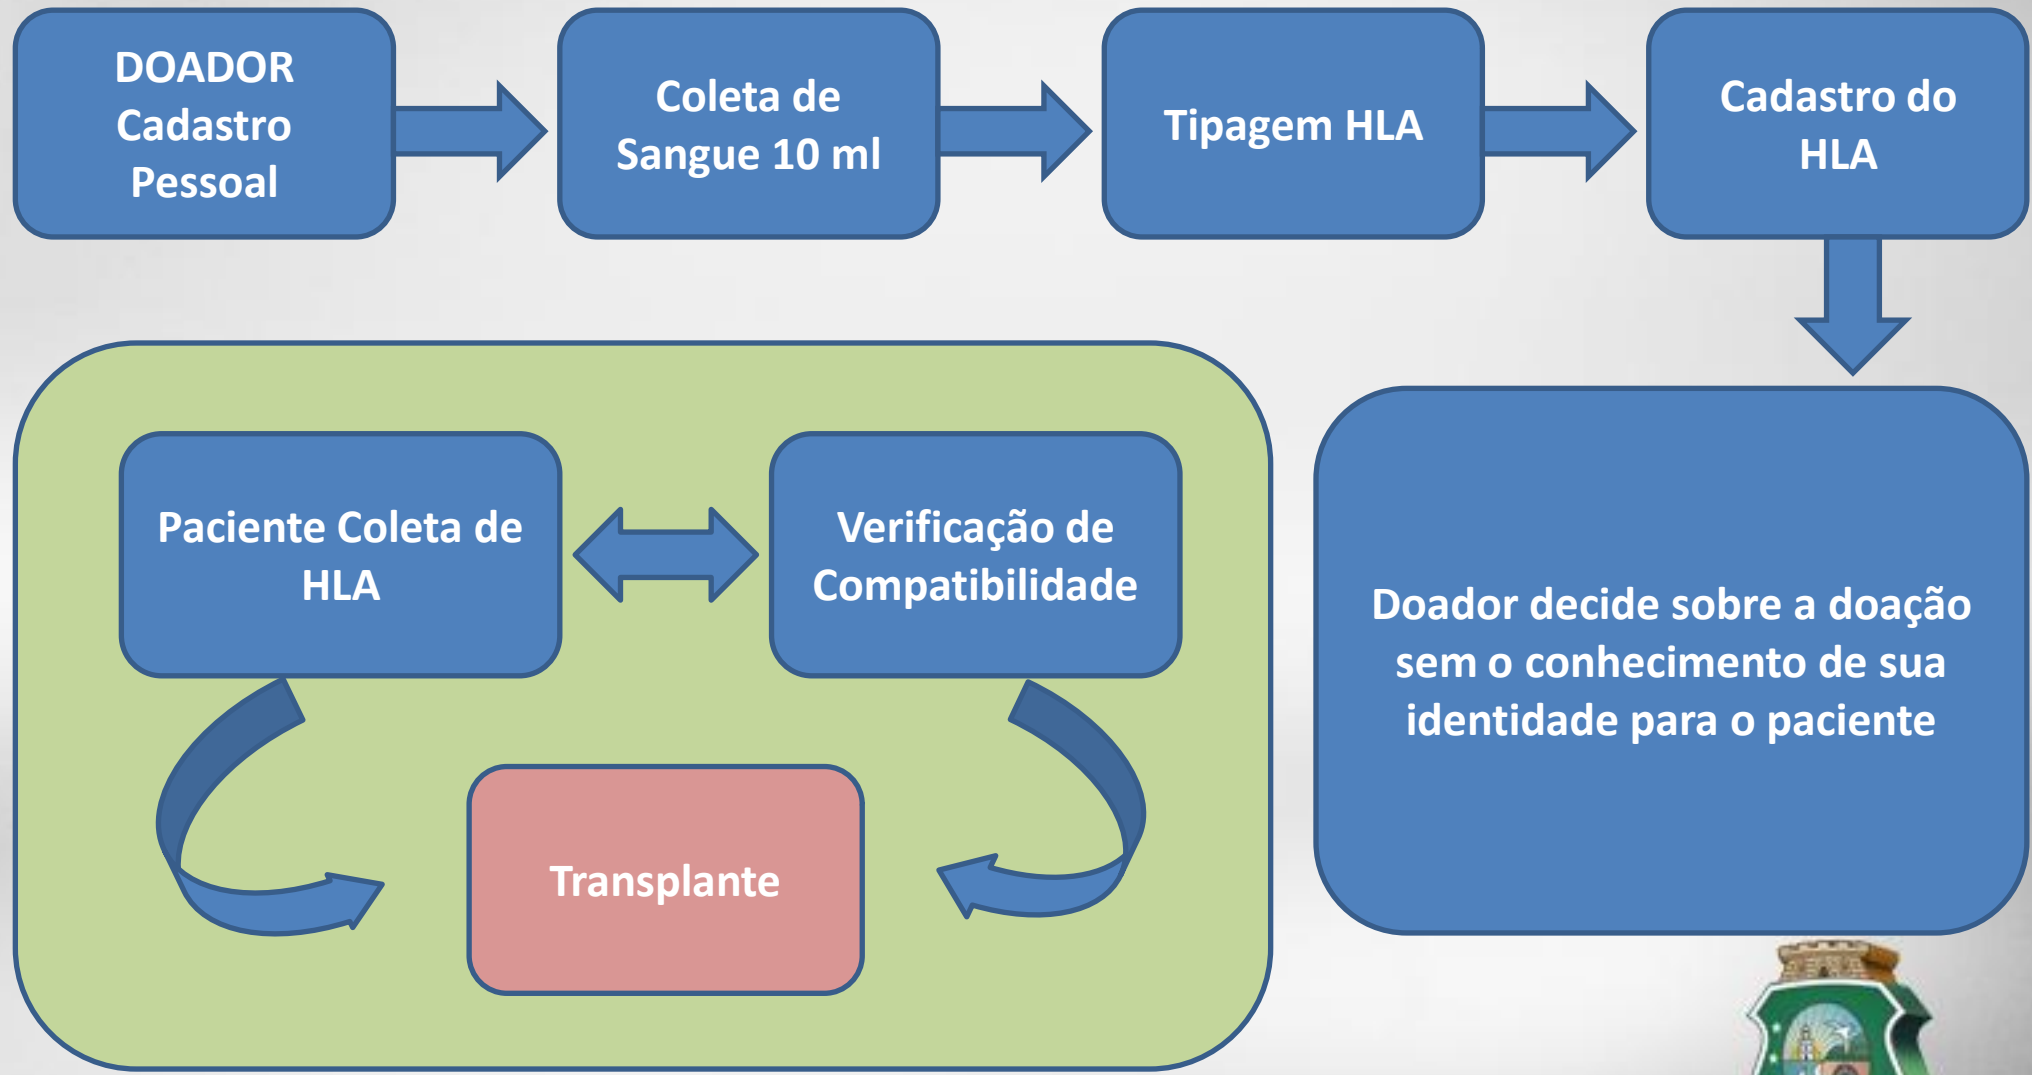 DOADOR
Cadastro
Pessoal
Coleta de
Sangue 10 ml
Tipagem HLA
Cadastro do
HLA
Paciente Coleta de
HLA
Verificação de
Compatibilidade
Doador decide sobre a doação
sem o conhecimento de sua
identidade para o paciente
Transplante